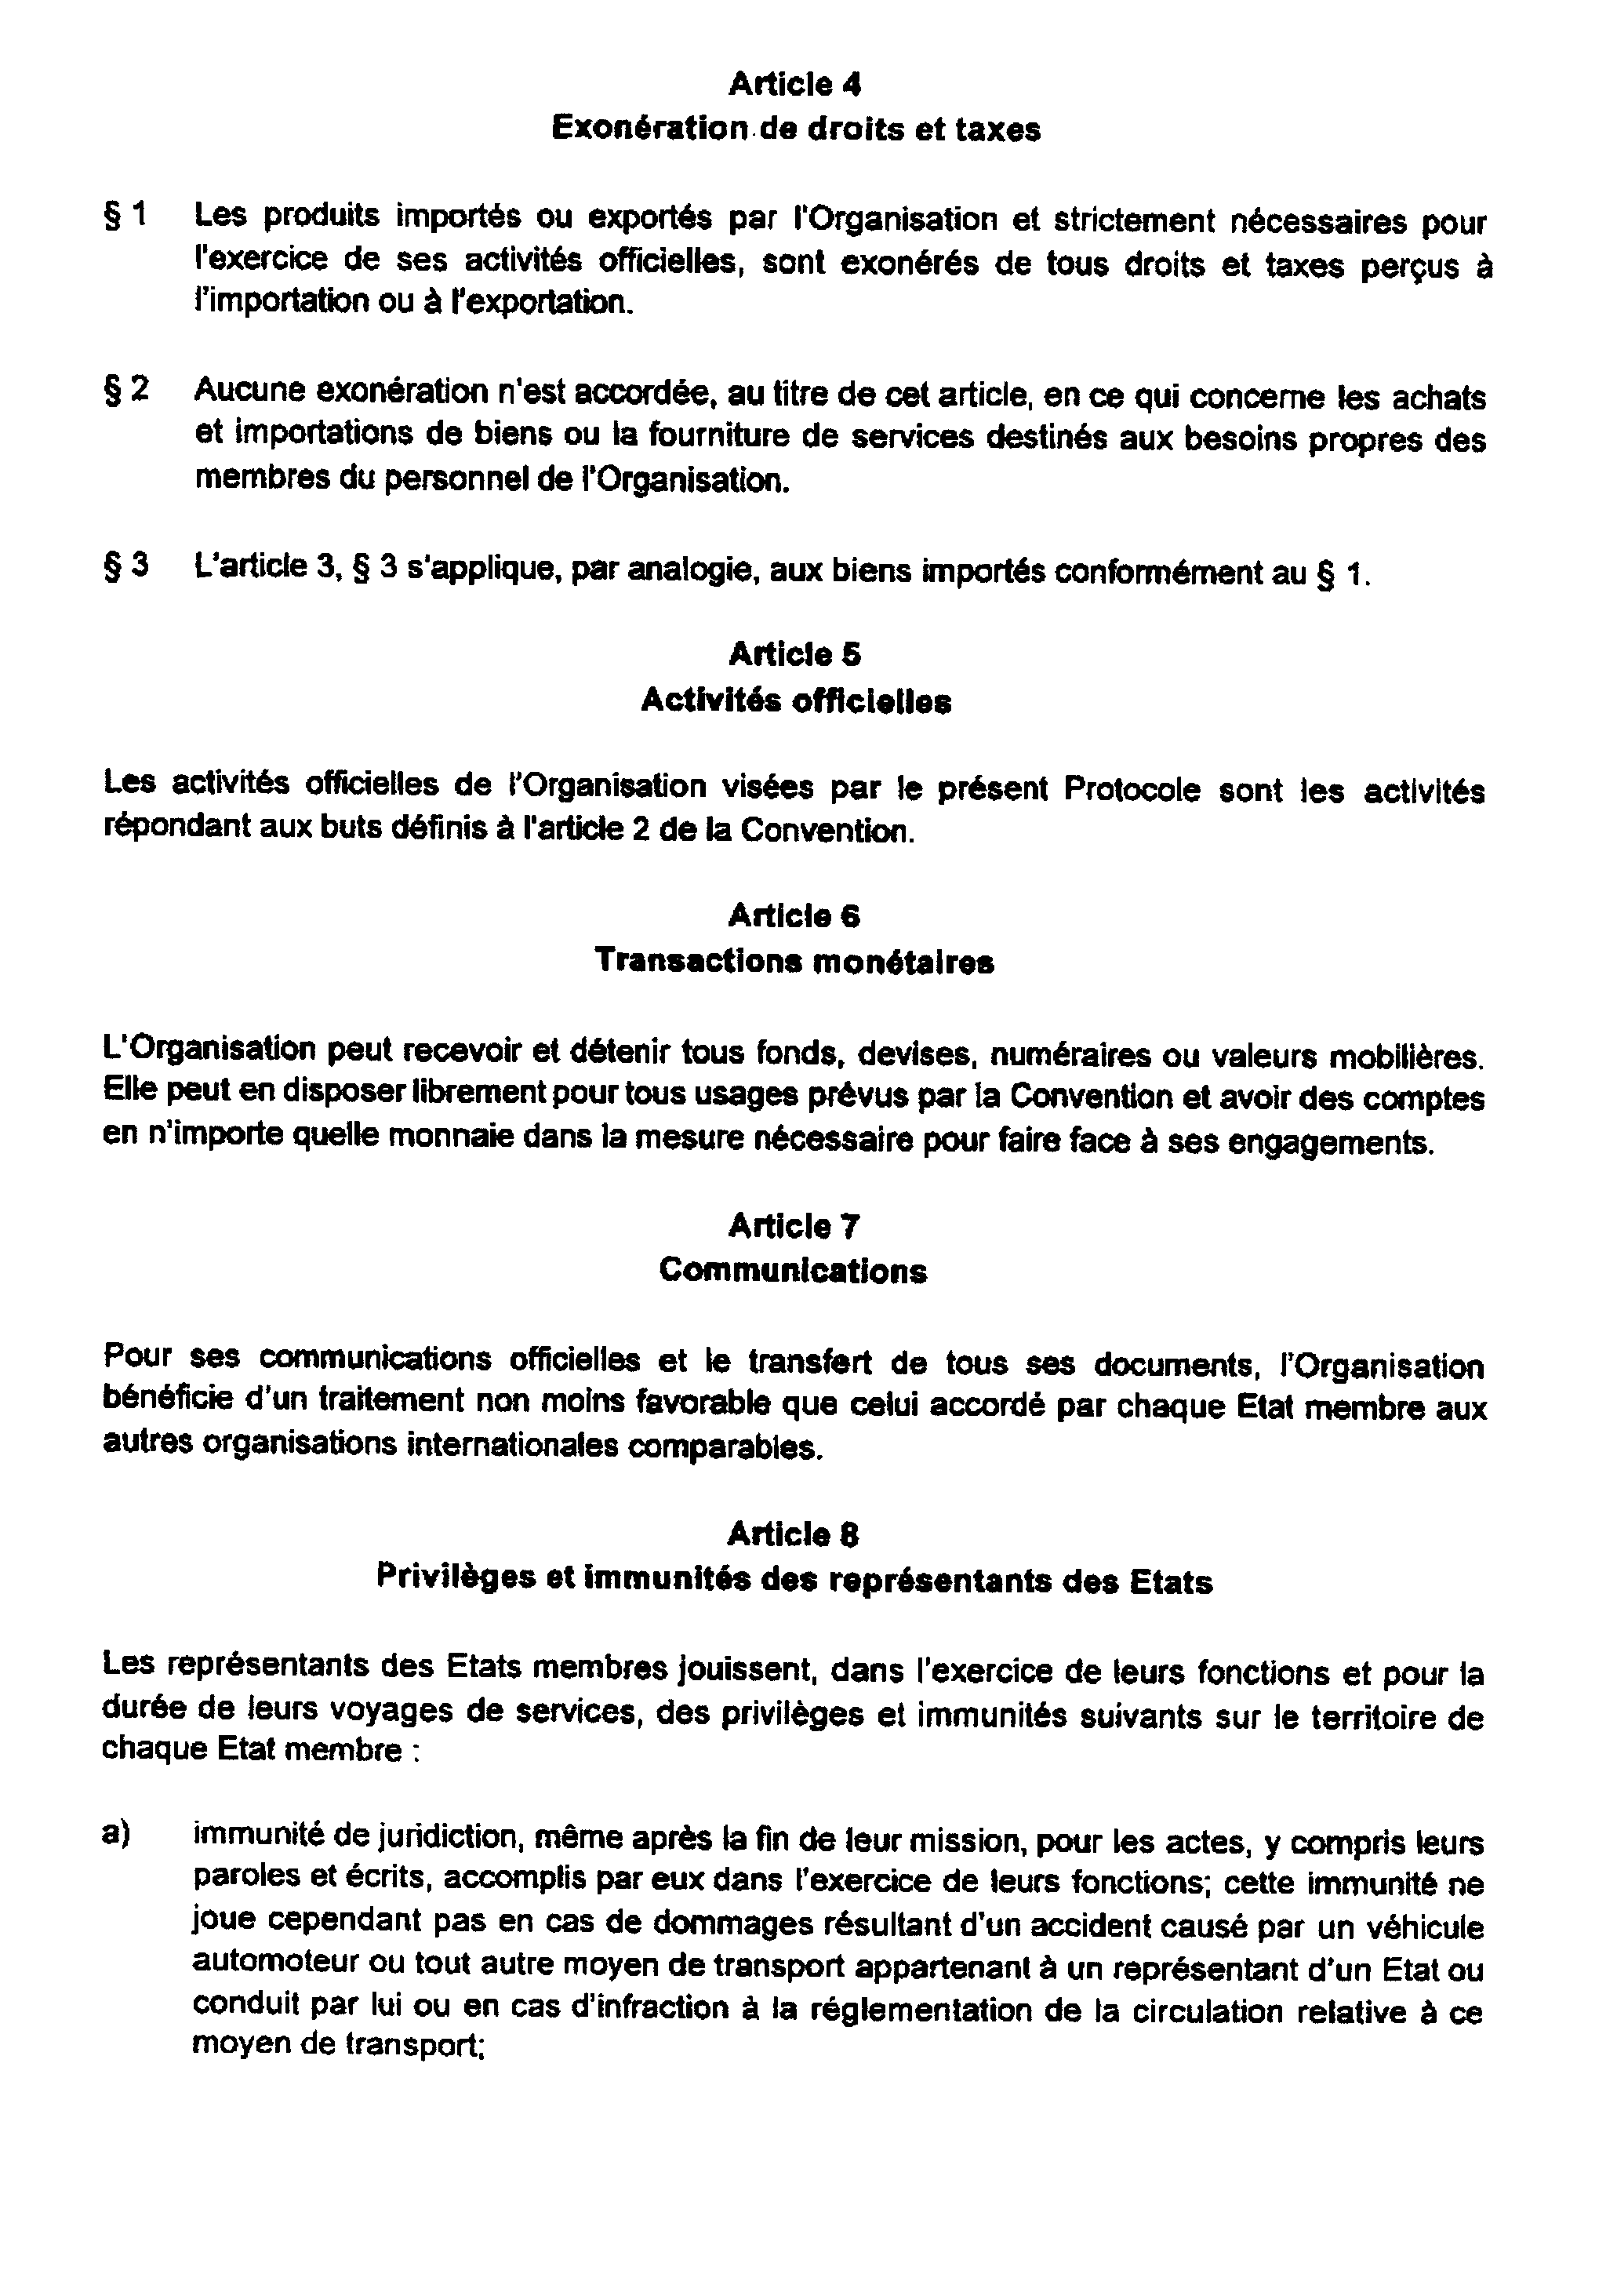 Article 4
Exonération de droits et taxes
§ 1 Les produits importés ou exportés par l'Organisation et strictement nécessaires pour
l'exercice de ses activités officielles, sont exonérés de tous droits et taxes perçus à
l'importation ou à l'exportation.
§ 2 Aucune exonération n'est accordée, au titre de cet article, en ce qui concerne les achats
et importations de biens ou la fourniture de services destinés aux besoins propres des
membres du personnel de l'Organisation.
§ 3 L'article 3, § 3 s'applique, par analogie, aux biens importés conformément au § 1.
Article 5
Activités officielles
Les activités officielles de l'Organisation visées par le présent Protocole sont les activités
répondant aux buts définis à l'article 2 de la Convention.
Article 6
Transactions monétaires
L'Organisation peut recevoir et détenir tous fonds, devises, numéraires ou valeurs mobilières.
Elle peut en disposer librement pour tous usages prévus par la Convention et avoir des comptes
en n'importe quelle monnaie dans la mesure nécessaire pour faire face à ses engagements.
Article 7
Communications
Pour ses communications officielles et le transfert de tous ses documents, l'Organisation
bénéficie d'un traitement non moins favorable que celui accordé par chaque Etat membre aux
autres organisations internationales comparables.
Article 8
Privilèges et immunités des représentants des Etats
Les représentants des Etats membres jouissent, dans l'exercice de leurs fonctions et pour la
durée de leurs voyages de services, des privilèges et immunités suivants sur le territoire de
chaque Etat membre :
a) immunité de juridiction, même après la fin de leur mission, pour les actes, y compris leurs
paroles et écrits, accomplis par eux dans l'exercice de leurs fonctions; cette immunité ne
joue cependant pas en cas de dommages résultant d'un accident causé par un véhicule
automoteur ou tout autre moyen de transport appartenant à un représentant d'un Etat ou
conduit par lui ou en cas d'infraction à la réglementation de la circulation relative à ce
moyen de transport;